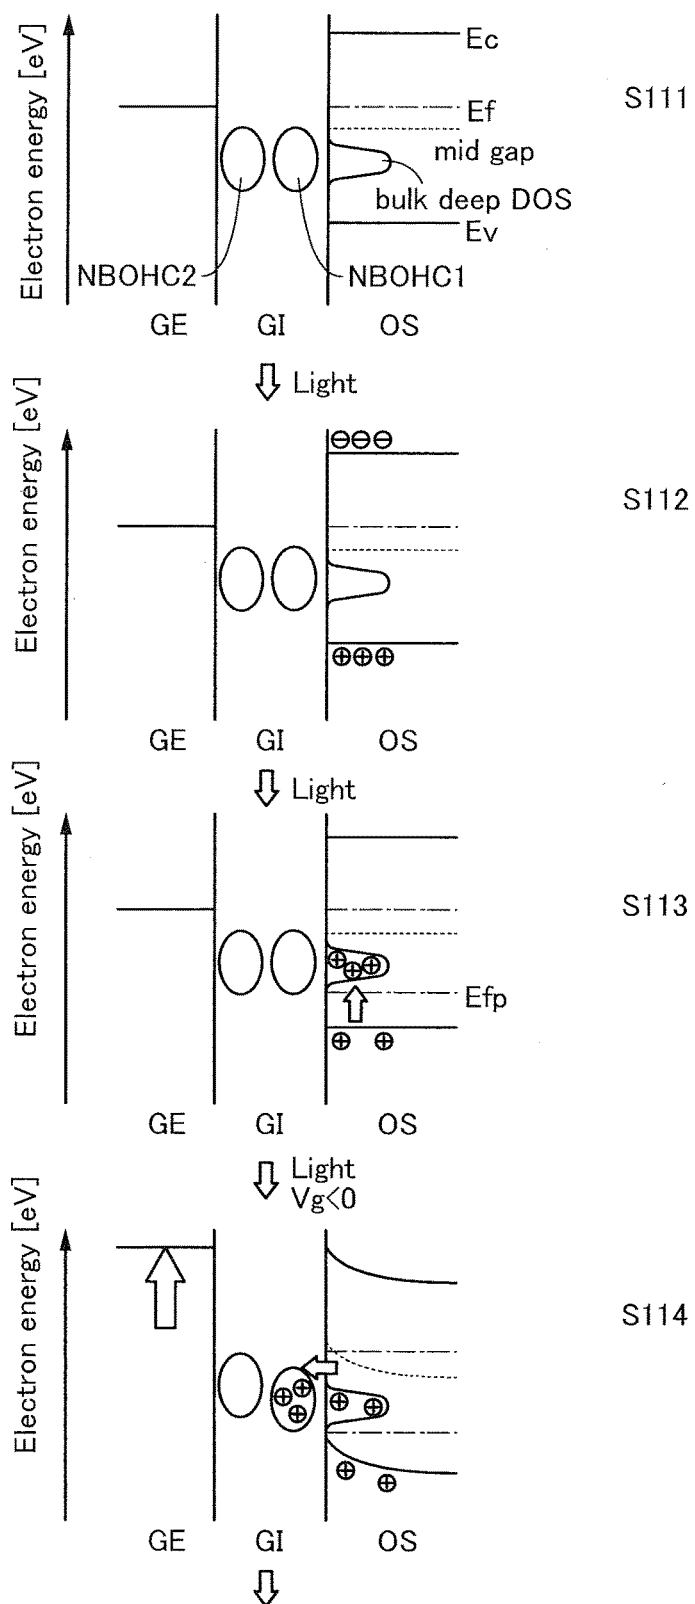 Electron energy [eV]
Ec
Ef
mid gap
bulk deep DOS
Ev
NBOHC2
NBOHC1
GE GI OS
S111
Light
Electron energy [eV]
⊖⊖⊖
⊕⊕⊕
GE GI OS
S112
Light
Electron energy [eV]
⊕⊕⊕
Efp
⊕ ⊕
GE GI OS
S113
Light
Vg<0
Electron energy [eV]
⊕⊕⊕
⊕ ⊕
⊕ ⊕
GE GI OS
S114